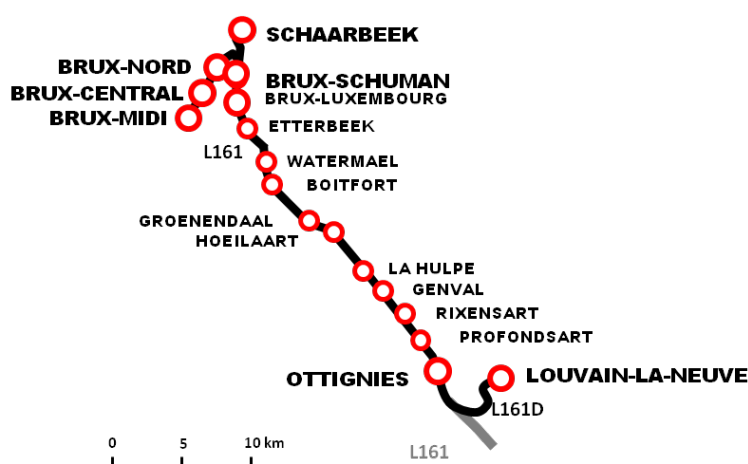 SCHAARBEEK
BRUX-NORD
BRUX-SCHUMAN
BRUX-CENTRAL
BRUX-LUXEMBOURG
BRUX-MIDI
ETTERBEEK
L161
WATERMAEL
BOITFORT
GROENENDAAL
HOEILAART
LA HULPE
GENVAL
RIXENSART
PROFONDSART
OTTIGNIES
LOUVAIN-LA-NEUVE
L161D
0 5 10 km
L161